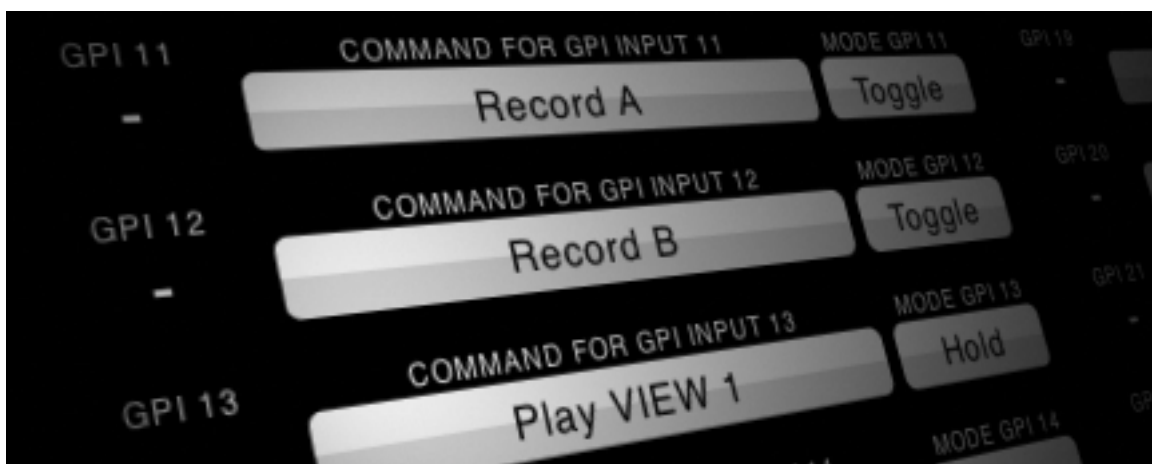 GPI 11
COMMAND FOR GPI INPUT 11
MODE GPI 11
GPI 19
-
Record A
Toggle
-
GPI 12
COMMAND FOR GPI INPUT 12
MODE GPI 12
GPI 20
-
Record B
Toggle
-
GPI 13
COMMAND FOR GPI INPUT 13
MODE GPI 13
GPI 21
Play VIEW 1
Hold
-
MODE GPI 14